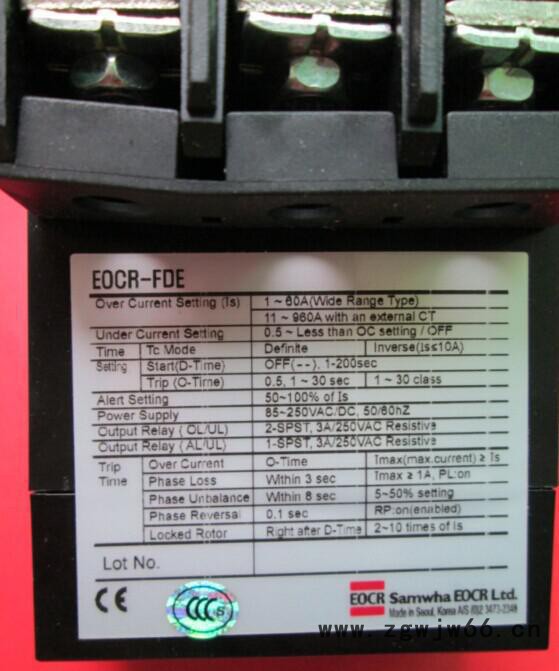 EOCR-FDE
Over Current Setting (Is) 1 ~ 60A(Wide Range Type)
11 ~ 960A with an external CT
Under Current Setting 0.5 ~ Less than OC setting / OFF
Time Tc Mode Definite Inverse(Is≤10A)
Setting Start(D-Time) OFF(--), 1-200sec
Trip (O-Time) 0.5, 1 ~ 30 sec 1 ~ 30 class
Alert Setting 50~100% of Is
Power Supply 85~250VAC/DC, 50/60hZ
Output Relay (OL/UL) 2-SPST, 3A/250VAC Resistive
Output Relay (AL/UL) 1-SPST, 3A/250VAC Resistive
Trip Over Current O-Time Tmax(max.current) ≥ Is
Time Phase Loss Within 3 sec Tmax ≥ 1A, PL:on
Phase Unbalance Within 8 sec 5~50% setting
Phase Reversal 0.1 sec RP:on(enabled)
Locked Rotor Right after D-Time 2~10 times of Is
Lot No.
CE
CCC S
EOCR Samwha EOCR Ltd.
Made in Seoul, Korea A/S (02) 3473-2349
www.zgwjw66.cn